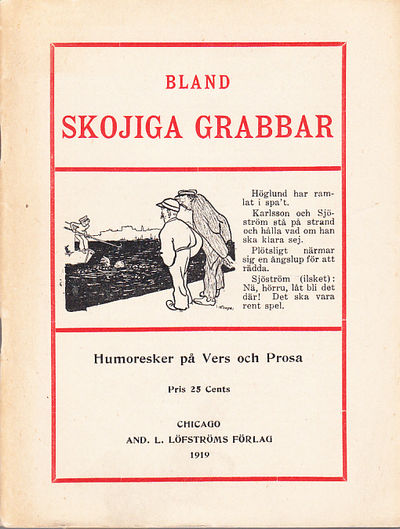 BLAND
SKOJIGA GRABBAR
Höglund har ram-
lat i spa't.
Karlsson och Sjö-
ström stå på strand
och hålla vad om han
ska klara sej.
Plötsligt närmar
sig en ångslup för att
rädda.
Sjöström (ilsket):
Nä, hörru, låt bli det
där! Det ska vara
rent spel.
Humoresker på Vers och Prosa
Pris 25 Cents
CHICAGO
AND. L. LÖFSTRÖMS FÖRLAG
1919